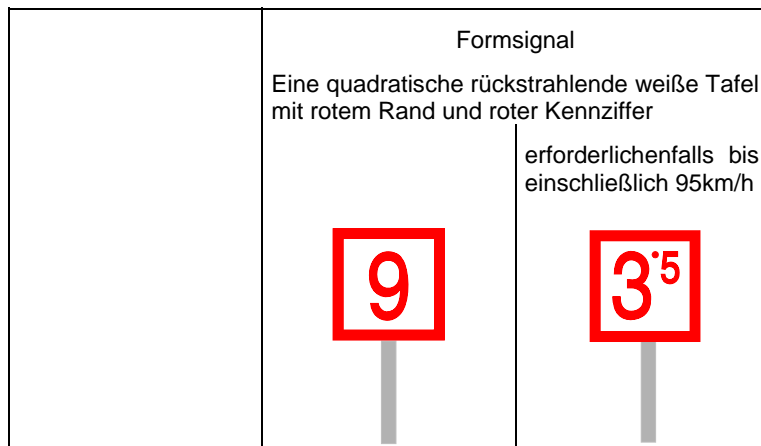 Formsignal
Eine quadratische rückstrahlende weiße Tafel
mit rotem Rand und roter Kennziffer
erforderlichenfalls bis
einschließlich 95km/h
9
3·5